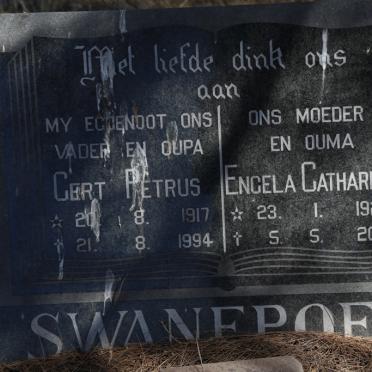 Met liefde dink ons
aan
MY EGGENOOT ONS
VADER EN OUPA
GERT PETRUS
☆ 20. 8. 1917
✝ 21. 8. 1994
ONS MOEDER
EN OUMA
ENGELA CATHAR
☆ 23. 1. 19
✝ 5. 5. 20
SWANEPOE